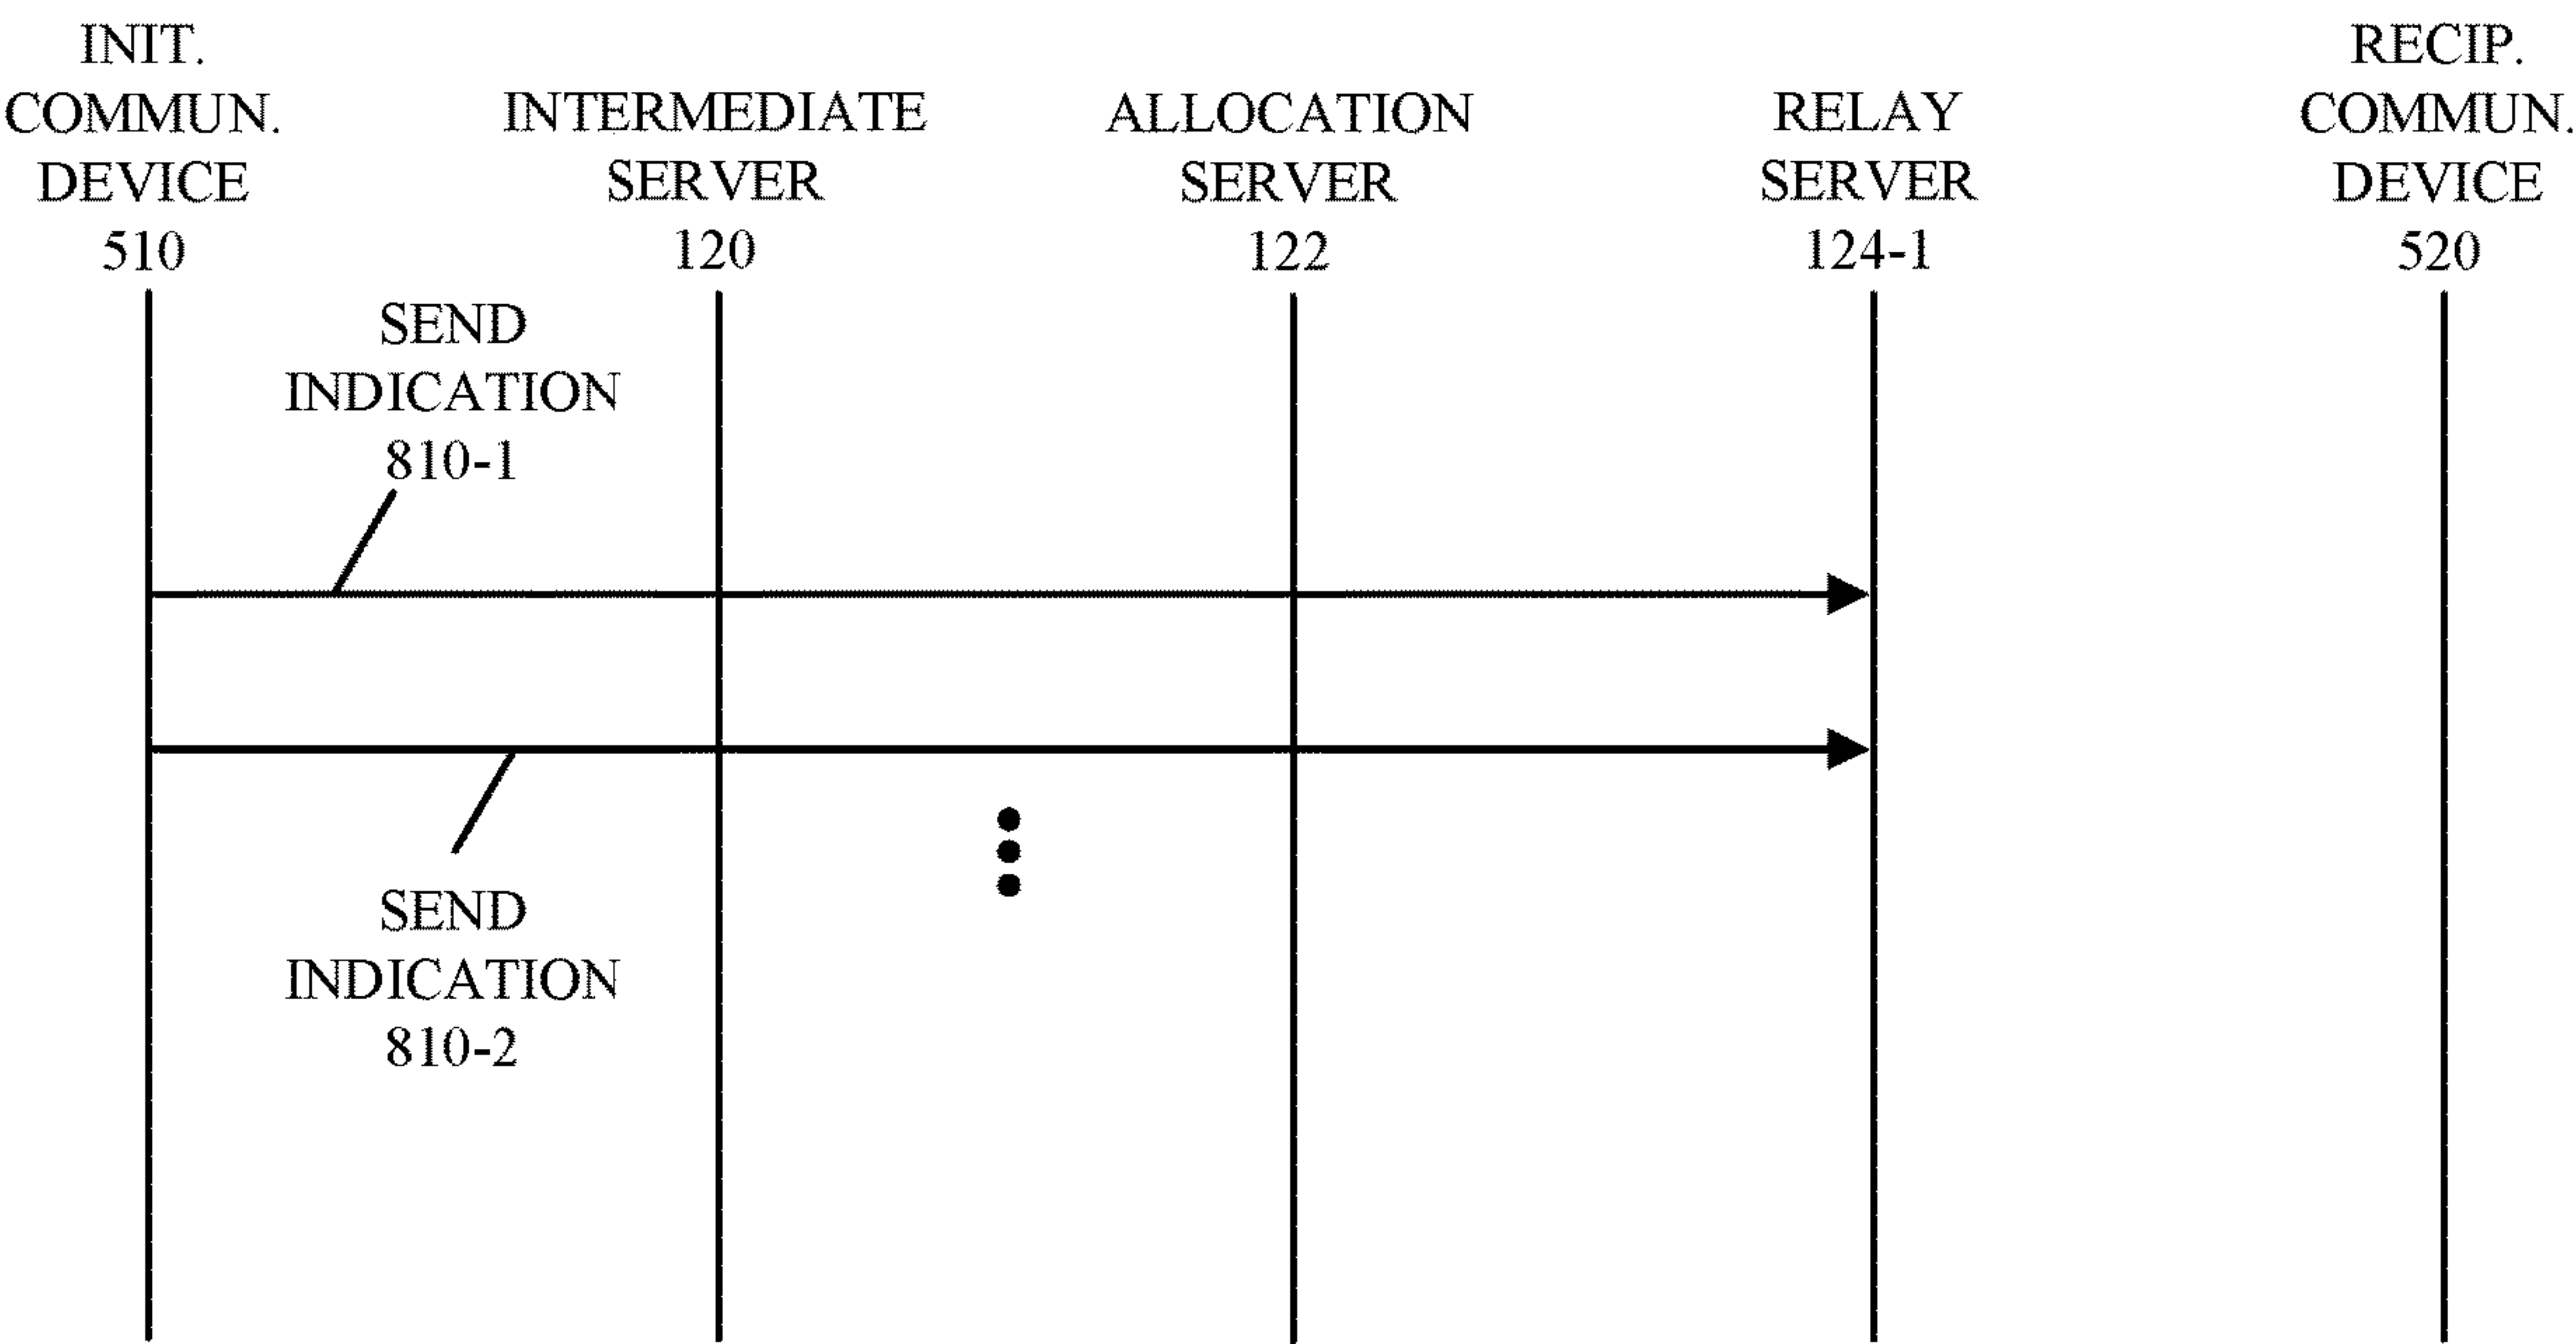 INIT.
COMMUN.
DEVICE
510
INTERMEDIATE
SERVER
120
ALLOCATION
SERVER
122
RELAY
SERVER
124-1
RECIP.
COMMUN.
DEVICE
520
SEND
INDICATION
810-1
SEND
INDICATION
810-2